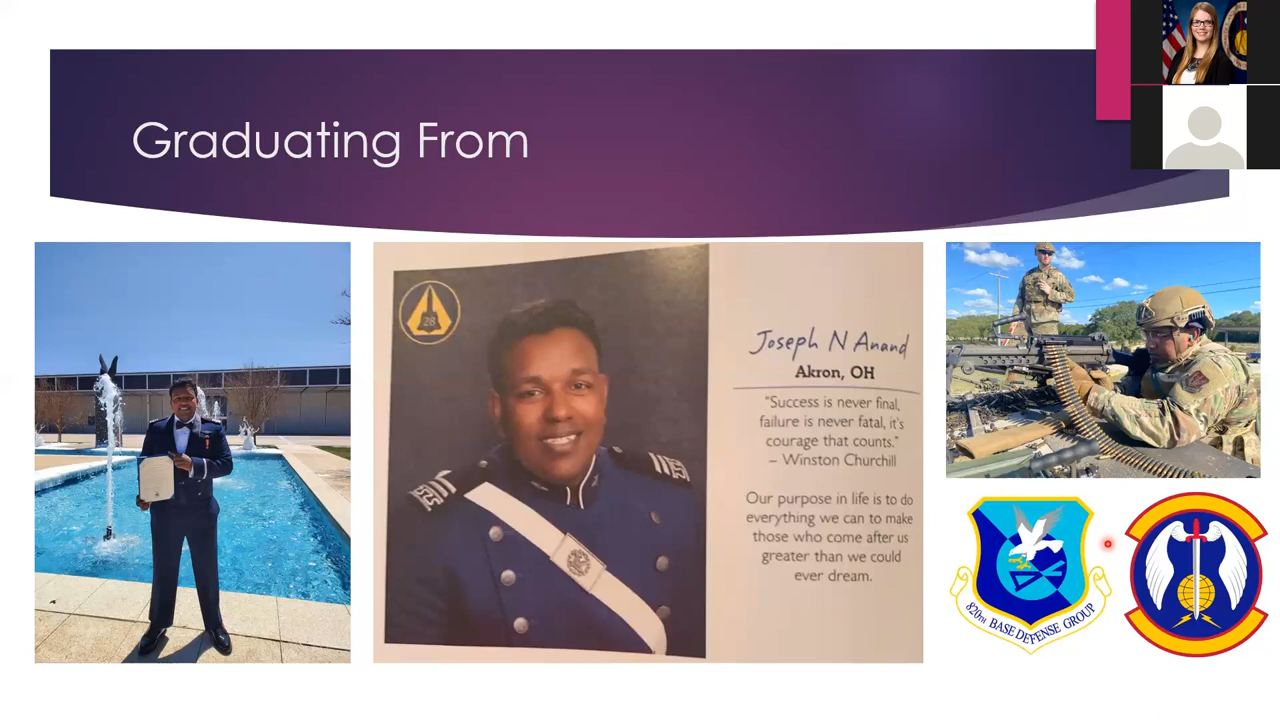 Graduating From
28
Joseph N Anand
Akron, OH
"Success is never final,
failure is never fatal, it's
courage that counts."
– Winston Churchill
Our purpose in life is to do
everything we can to make
those who come after us
greater than we could
ever dream.
820TH BASE DEFENSE GROUP